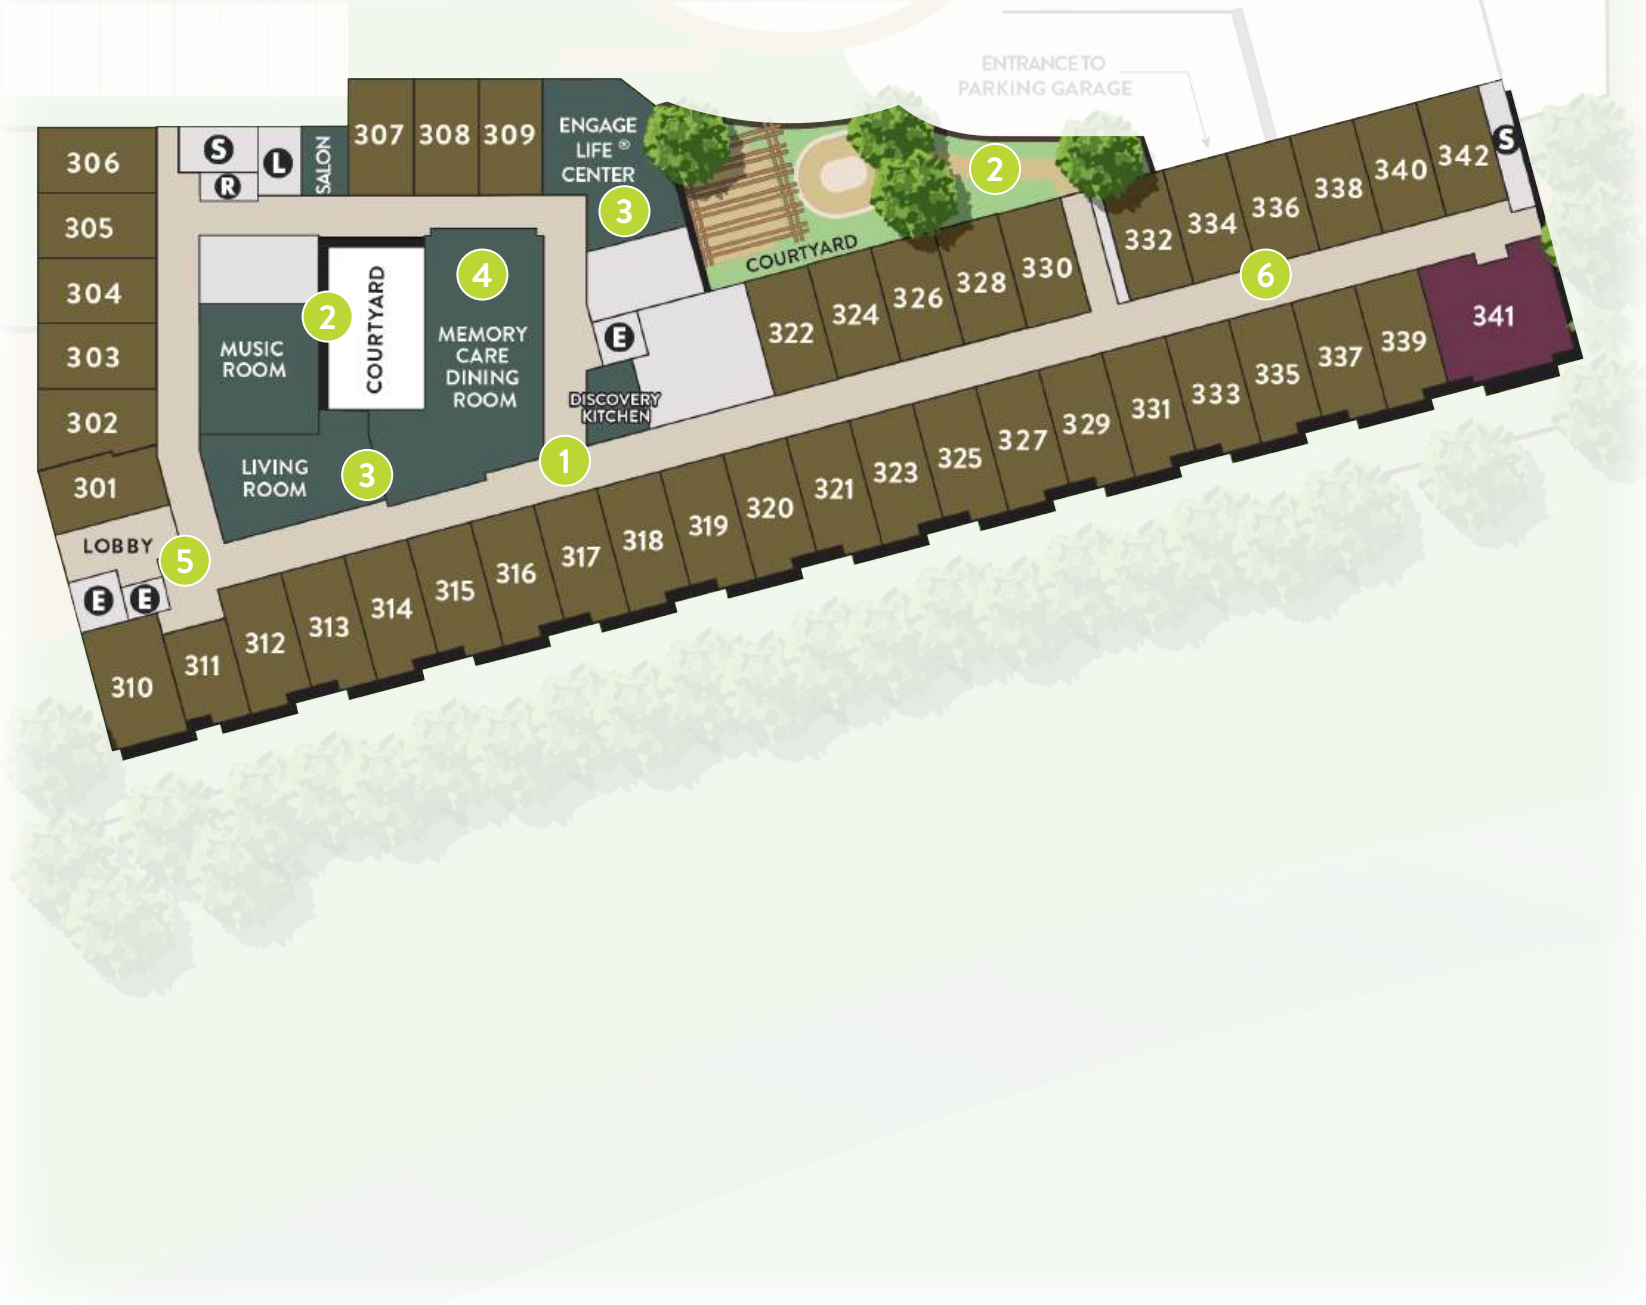 ENTRANCE TO
PARKING GARAGE
306
305
304
303
302
301
S
R
L
SALON
307
308
309
ENGAGE
LIFE ®
CENTER
3
2
COURTYARD
2
COURTYARD
4
MEMORY
CARE
DINING
ROOM
MUSIC
ROOM
LIVING
ROOM
3
E
DISCOVERY
KITCHEN
1
LOBBY
5
E
E
322
324
326
328
330
332
334
336
338
340
342
S
6
310
311
312
313
314
315
316
317
318
319
320
321
323
325
327
329
331
333
335
337
339
341